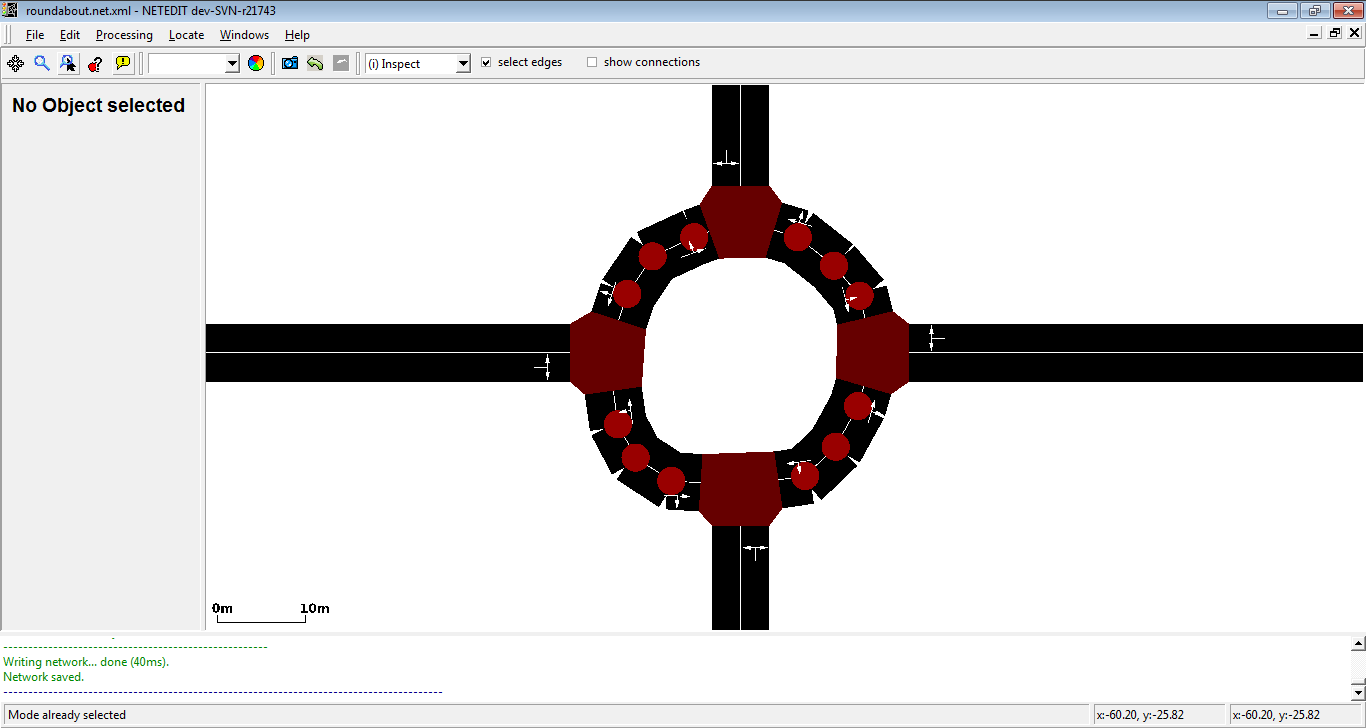 roundabout.net.xml - NETEDIT dev-SVN-r21743
File Edit Processing Locate Windows Help
(i) Inspect select edges show connections
No Object selected
0m 10m
Writing network... done (40ms).
Network saved.
Mode already selected x:-60.20, y:-25.82 x:-60.20, y:-25.82